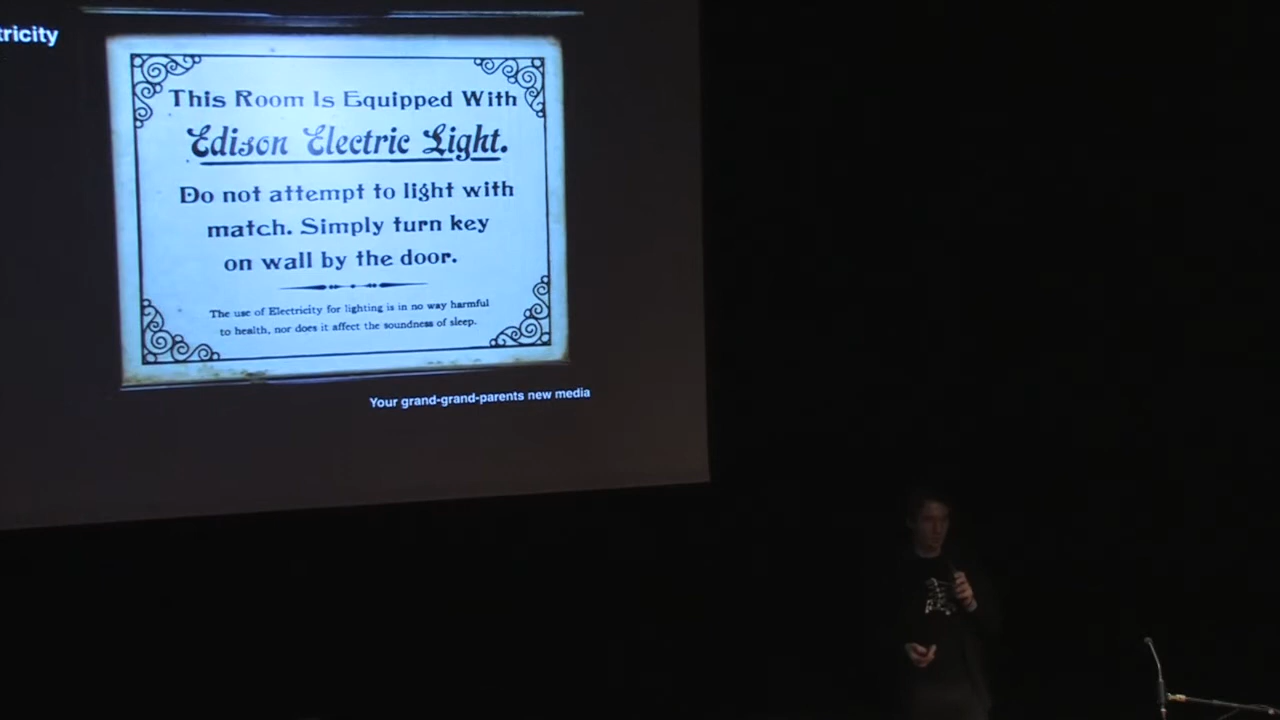 tricity
This Room Is Equipped With
Edison Electric Light.
Do not attempt to light with
match. Simply turn key
on wall by the door.
The use of Electricity for lighting is in no way harmful
to health, nor does it affect the soundness of sleep.
Your grand-grand-parents new media